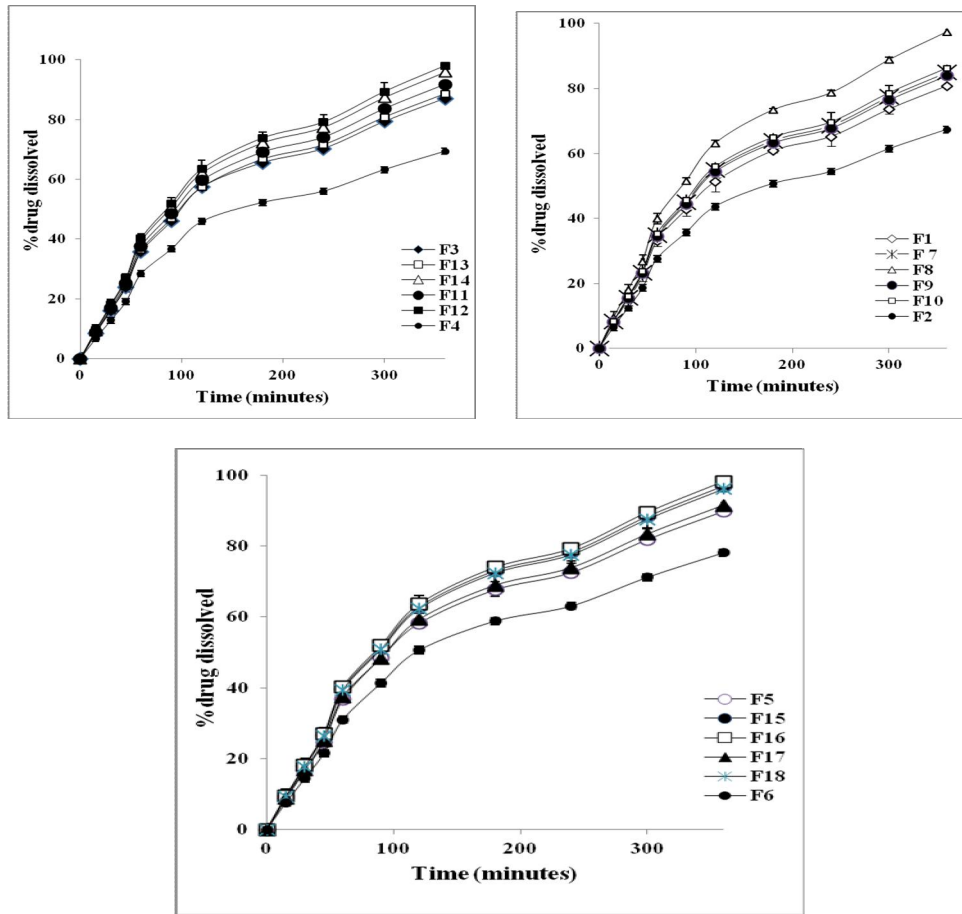 100
80
60
40
20
0
% drug dissolved
0 100 200 300
Time (minutes)
F3
F13
F14
F11
F12
F4
100
80
60
40
20
0
% drug dissolved
0 100 200 300
Time (minutes)
F1
F 7
F8
F9
F10
F2
100
80
60
40
20
0
% drug dissolved
0 100 200 300
Time (minutes)
F5
F15
F16
F17
F18
F6